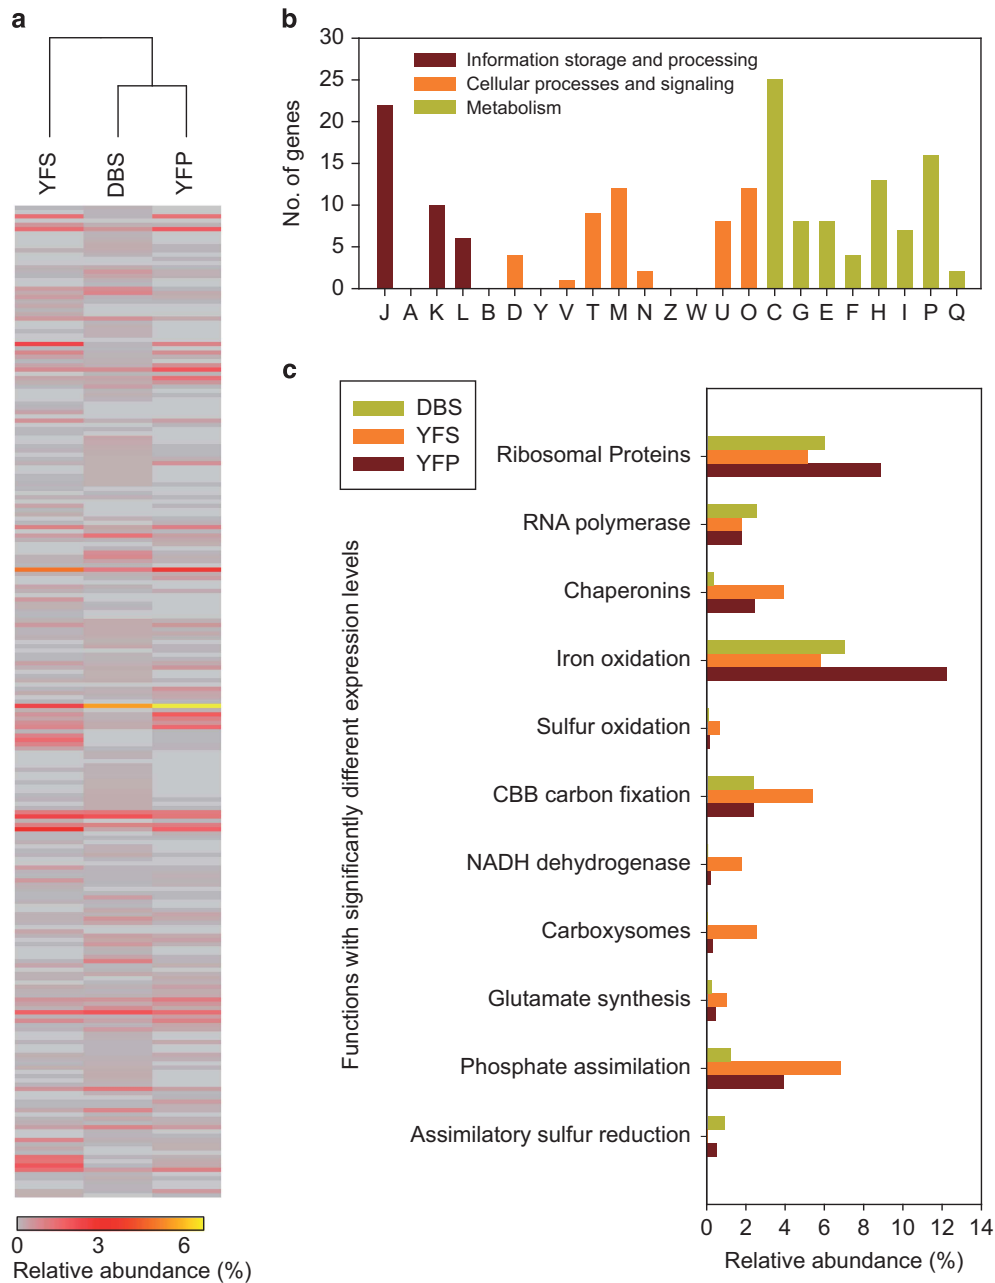 a
YFS
DBS
YFP
0
3
6
Relative abundance (%)
b
No. of genes
30
25
20
15
10
5
0
Information storage and processing
Cellular processes and signaling
Metabolism
J A K L B D Y V T M N Z W U O C G E F H I P Q
c
DBS
YFS
YFP
Functions with significantly different expression levels
Ribosomal Proteins
RNA polymerase
Chaperonins
Iron oxidation
Sulfur oxidation
CBB carbon fixation
NADH dehydrogenase
Carboxysomes
Glutamate synthesis
Phosphate assimilation
Assimilatory sulfur reduction
0 2 4 6 8 10 12 14
Relative abundance (%)